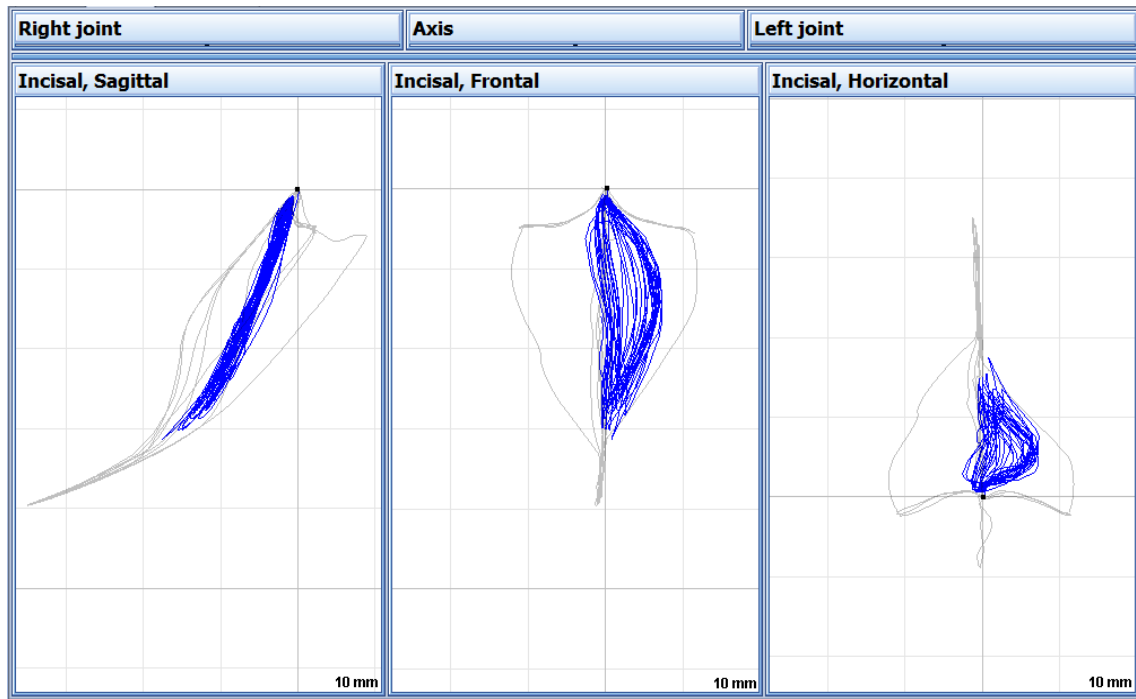 Right joint
Axis
Left joint
Incisal, Sagittal
Incisal, Frontal
Incisal, Horizontal
10 mm
10 mm
10 mm